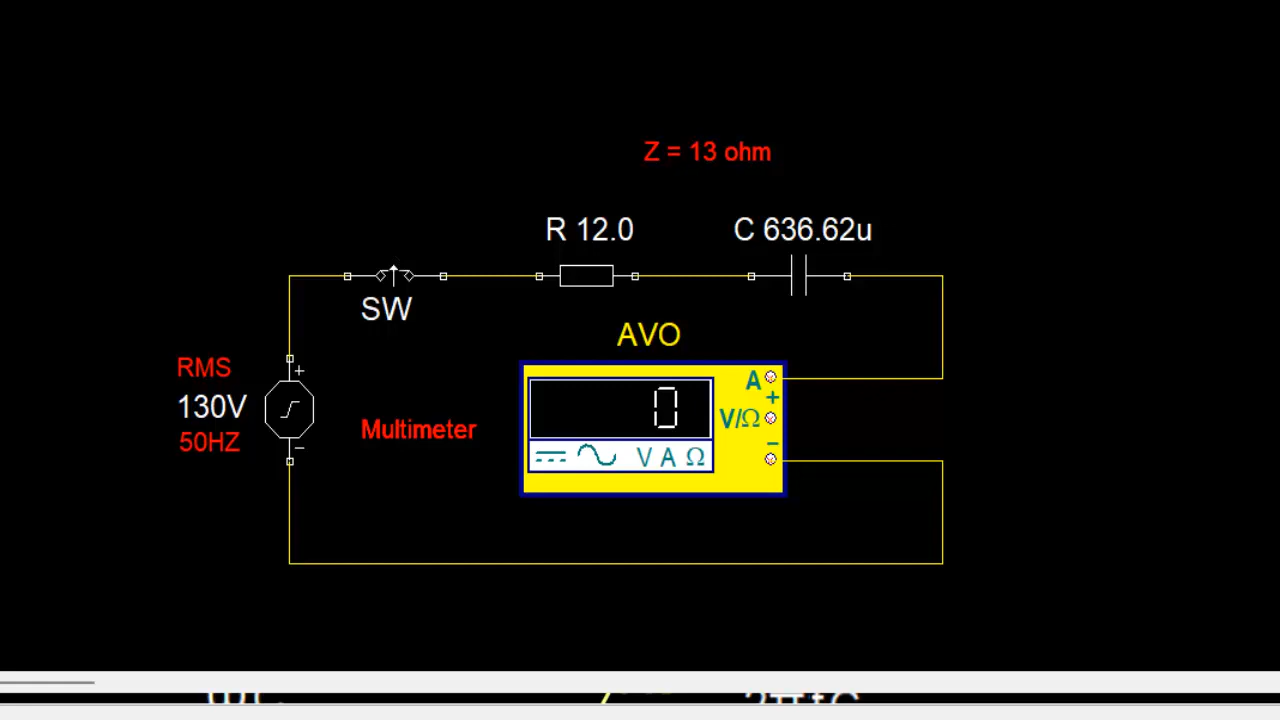 Z = 13 ohm
R 12.0
C 636.62u
SW
AVO
RMS
130V
50HZ
+
−
Multimeter
0
V A Ω
A
+
V/Ω
−